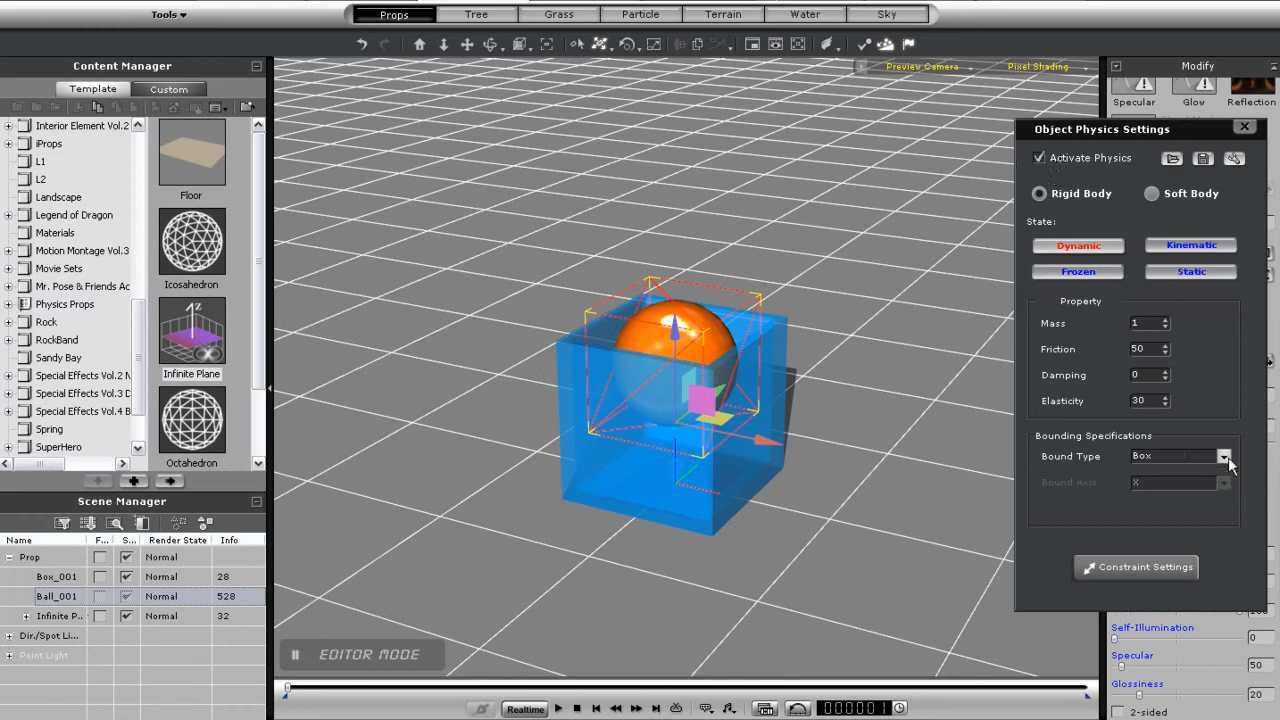 Tools
Props
Tree
Grass
Particle
Terrain
Water
Sky
Content Manager
Template
Custom
Interior Element Vol.2
iProps
L1
L2
Landscape
Legend of Dragon
Materials
Motion Montage Vol.3
Movie Sets
Mr. Pose & Friends Ac
Physics Props
Rock
RockBand
Sandy Bay
Special Effects Vol.2 M
Special Effects Vol.3 D
Special Effects Vol.4 B
Spring
SuperHero
Floor
Icosahedron
Z
Infinite Plane
Octahedron
Scene Manager
Name F... S... Render State Info
Prop Normal
Box_001 Normal 28
Ball_001 Normal 528
Infinite P.. Normal 32
Dir./Spot Li...
Point Light
Preview Camera
Pixel Shading
EDITOR MODE
Realtime
0000001
Modify
Specular
Glow
Reflection
Object Physics Settings
Activate Physics
Rigid Body
Soft Body
State:
Dynamic
Kinematic
Frozen
Static
Property
Mass 1
Friction 50
Damping 0
Elasticity 30
Bounding Specifications
Bound Type Box
Bound Axis X
Constraint Settings
Self-Illumination
0
Specular
50
Glossiness
20
2-sided